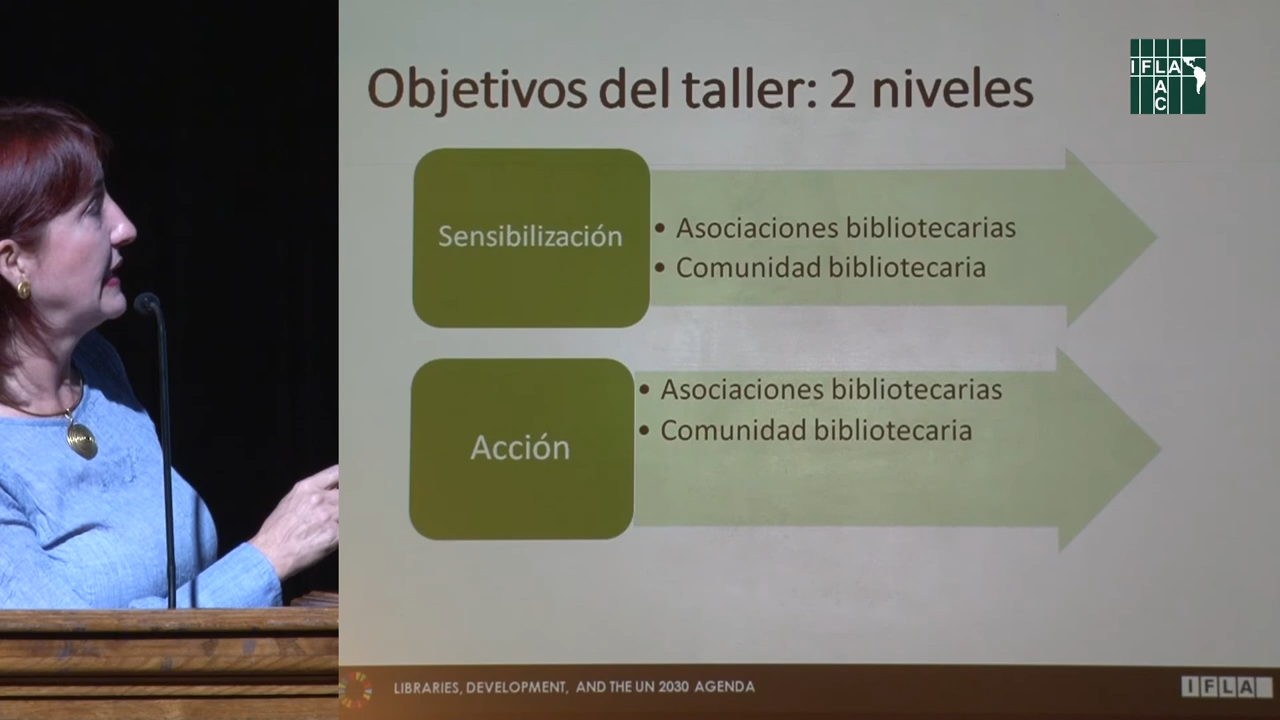 Objetivos del taller: 2 niveles
IFLA
AC
Sensibilización
• Asociaciones bibliotecarias
• Comunidad bibliotecaria
Acción
• Asociaciones bibliotecarias
• Comunidad bibliotecaria
LIBRARIES, DEVELOPMENT, AND THE UN 2030 AGENDA
IFLA